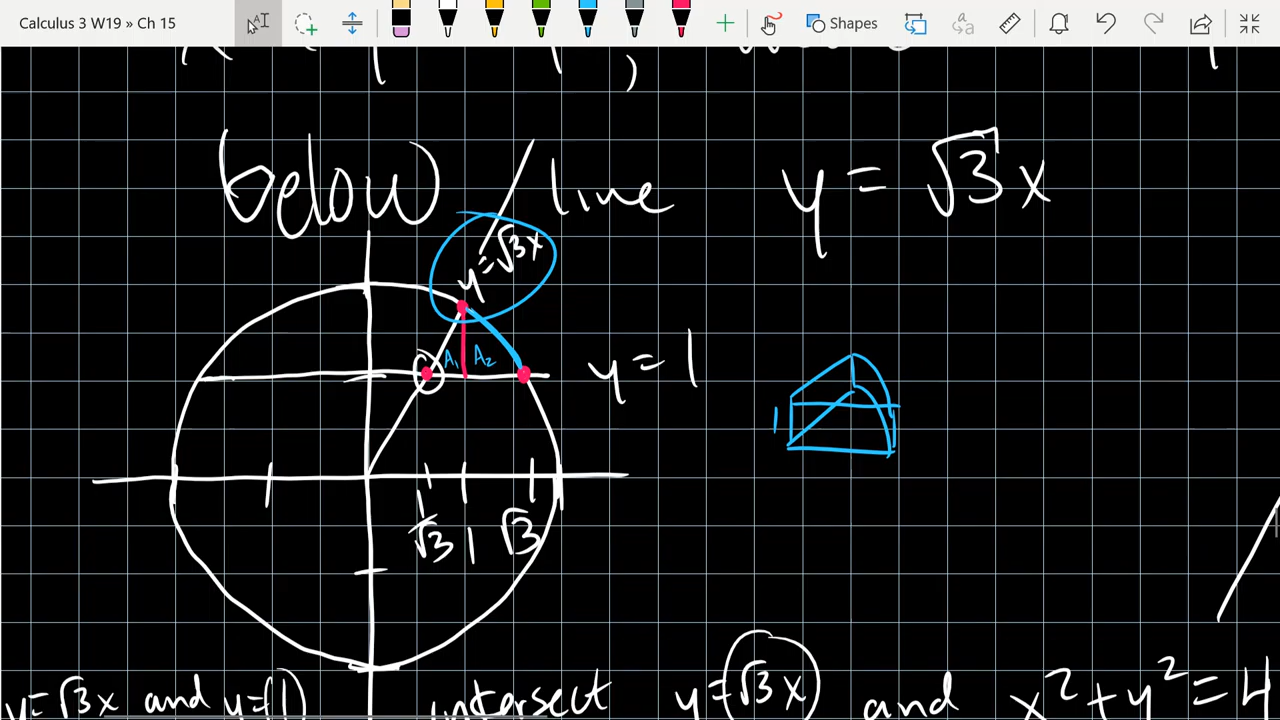 Calculus 3 W19 » Ch 15
Shapes
below line y = √3x
y=√3x
A₁ A₂
y = 1
1
1/√3 1 √3
y=√3x and y=1 intersect y=√3x and x²+y²=4